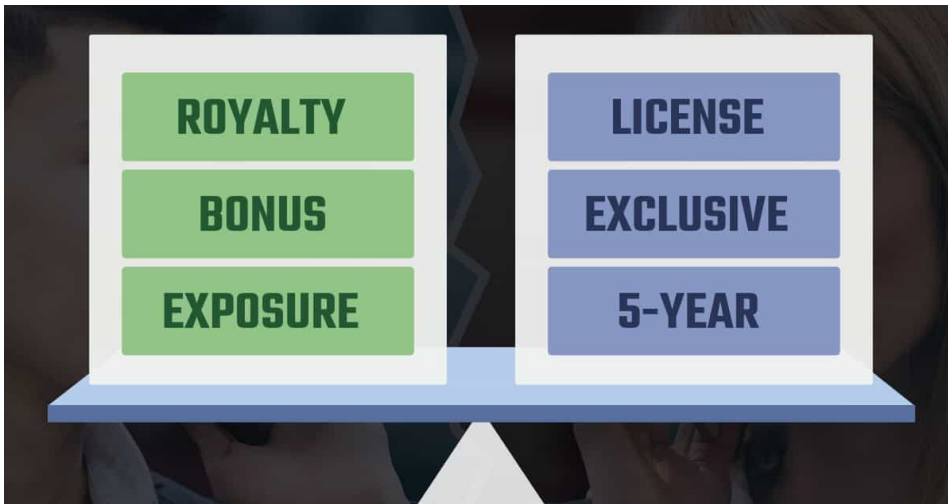 ROYALTY
BONUS
EXPOSURE
LICENSE
EXCLUSIVE
5-YEAR